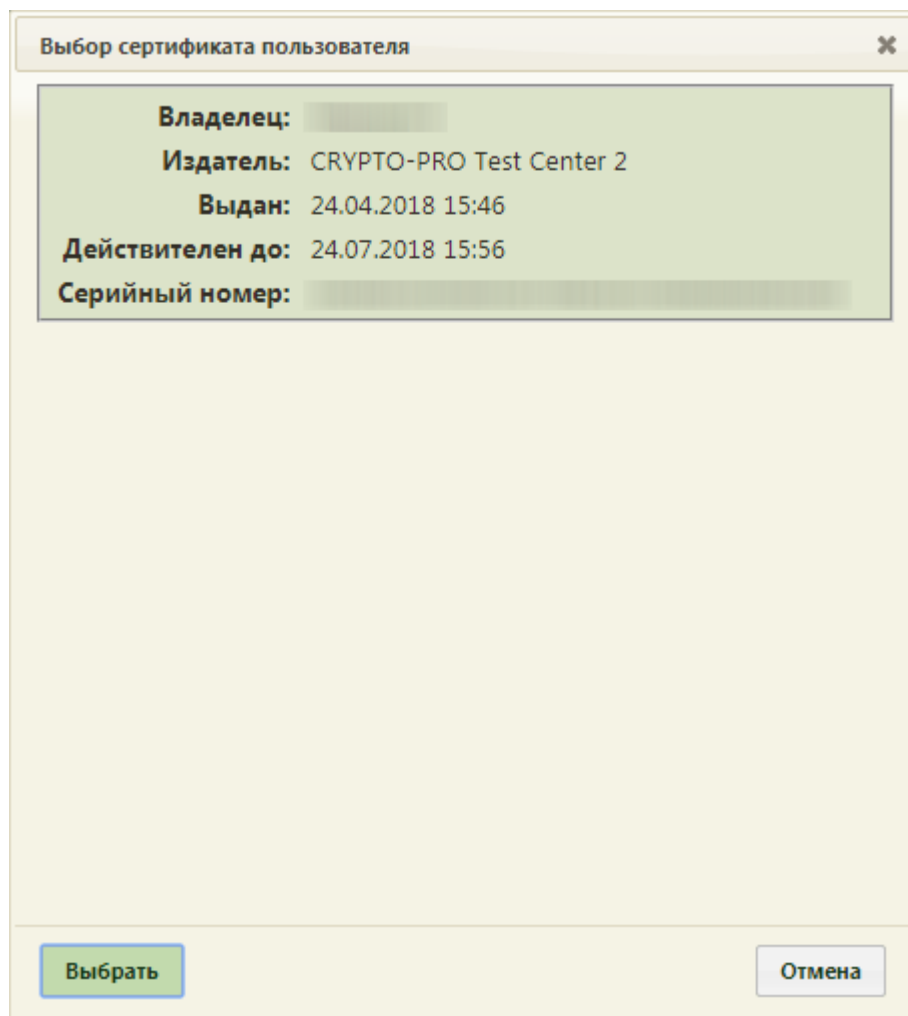 Выбор сертификата пользователя
Владелец:
Издатель: CRYPTO-PRO Test Center 2
Выдан: 24.04.2018 15:46
Действителен до: 24.07.2018 15:56
Серийный номер:
Выбрать Отмена